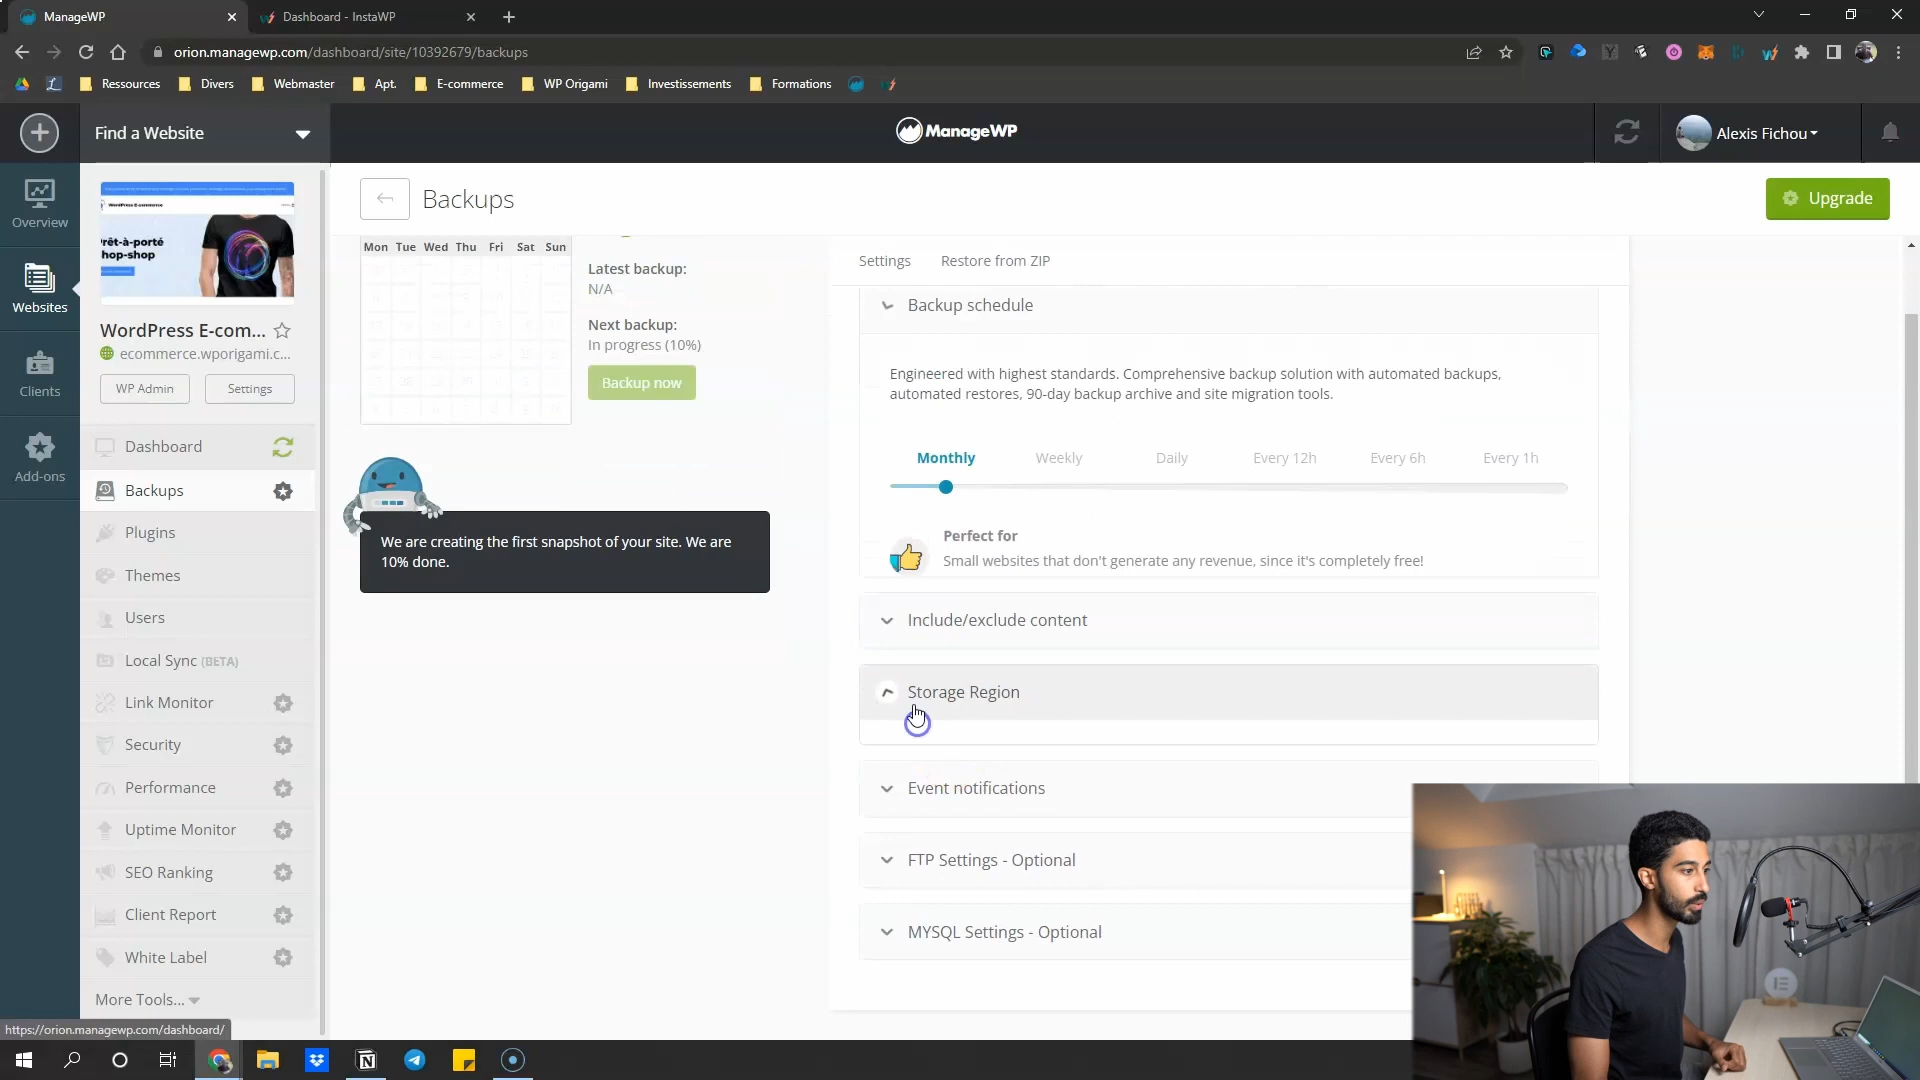 ManageWP
Dashboard - InstaWP
orion.managewp.com/dashboard/site/10392679/backups
Ressources
Divers
Webmaster
Apt.
E-commerce
WP Origami
Investissements
Formations
Find a Website
ManageWP
Alexis Fichou
Overview
Websites
Clients
Add-ons
WordPress E-commerce
rêt-à-porté
hop-shop
WordPress E-com...
ecommerce.wporigami.c...
WP Admin
Settings
Dashboard
Backups
Plugins
Themes
Users
Local Sync (BETA)
Link Monitor
Security
Performance
Uptime Monitor
SEO Ranking
Client Report
White Label
More Tools...
https://orion.managewp.com/dashboard/
Backups
Upgrade
Mon Tue Wed Thu Fri Sat Sun
Latest backup:
N/A
Next backup:
In progress (10%)
Backup now
We are creating the first snapshot of your site. We are
10% done.
Settings
Restore from ZIP
Backup schedule
Engineered with highest standards. Comprehensive backup solution with automated backups,
automated restores, 90-day backup archive and site migration tools.
Monthly
Weekly
Daily
Every 12h
Every 6h
Every 1h
Perfect for
Small websites that don't generate any revenue, since it's completely free!
Include/exclude content
Storage Region
Event notifications
FTP Settings - Optional
MYSQL Settings - Optional